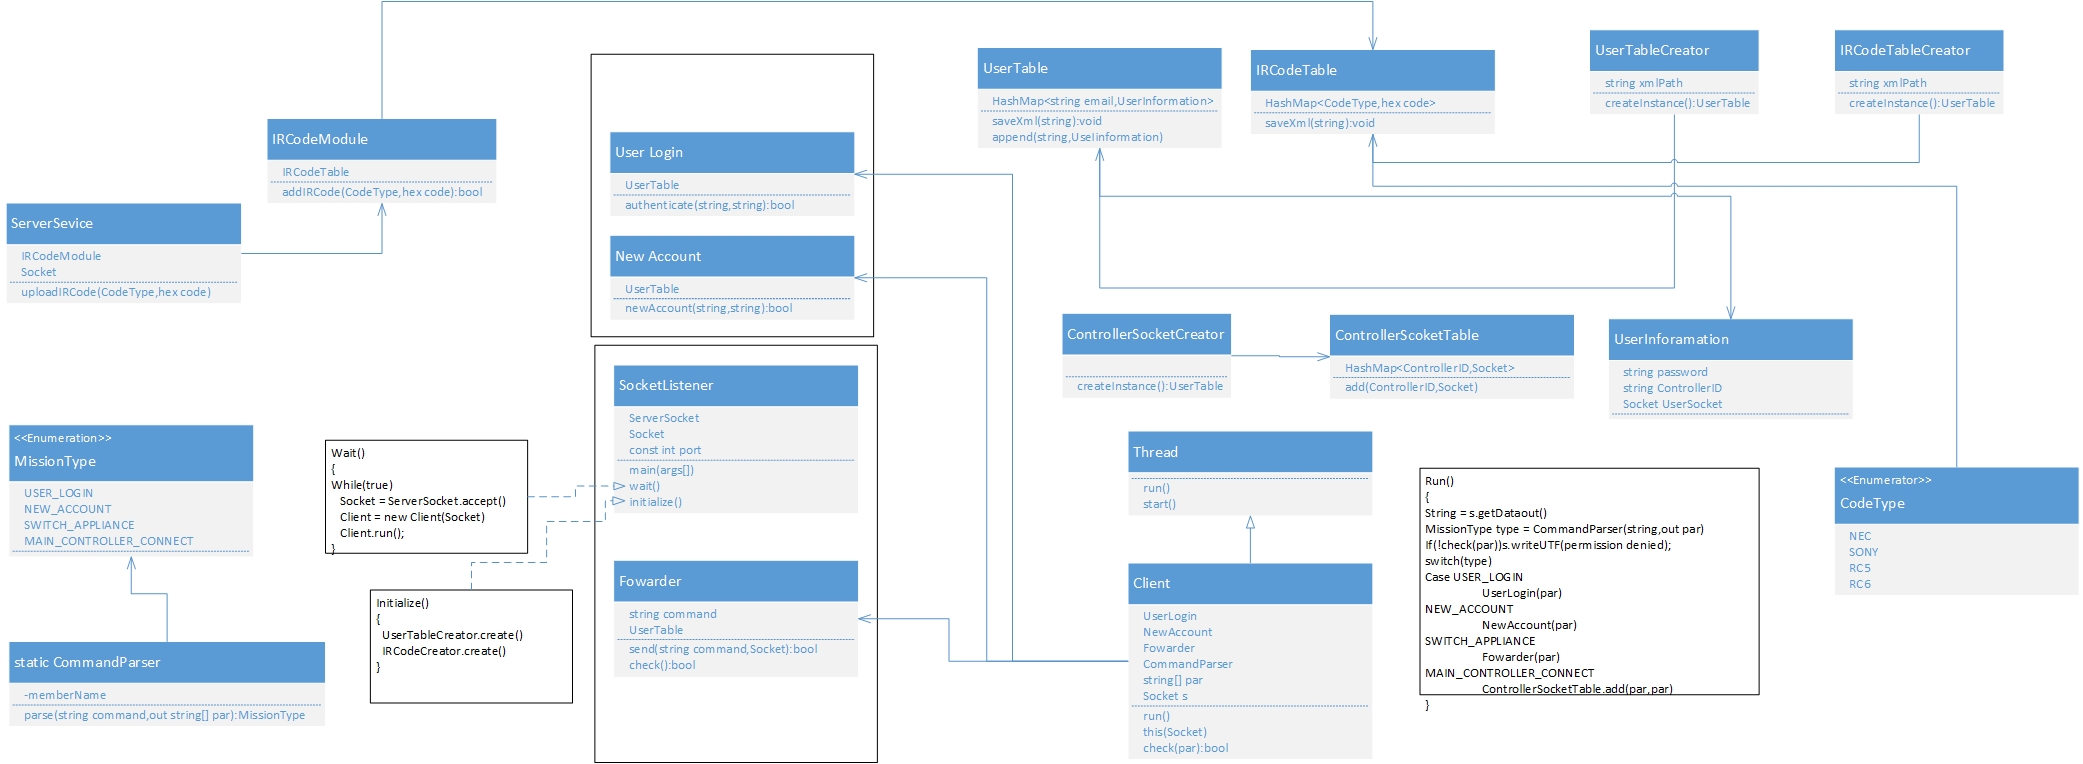 IRCodeModule
IRCodeTable
addIRCode(CodeType,hex code):bool
ServerSevice
IRCodeModule
Socket
uploadIRCode(CodeType,hex code)
User Login
UserTable
authenticate(string,string):bool
New Account
UserTable
newAccount(string,string):bool
UserTable
HashMap<string email,UserInformation>
saveXml(string):void
append(string,UseIinformation)
IRCodeTable
HashMap<CodeType,hex code>
saveXml(string):void
UserTableCreator
string xmlPath
createInstance():UserTable
IRCodeTableCreator
string xmlPath
createInstance():UserTable
ControllerSocketCreator
createInstance():UserTable
ControllerScoketTable
HashMap<ControllerID,Socket>
add(ControllerID,Socket)
UserInforamation
string password
string ControllerID
Socket UserSocket
<<Enumeration>>
MissionType
USER_LOGIN
NEW_ACCOUNT
SWITCH_APPLIANCE
MAIN_CONTROLLER_CONNECT
static CommandParser
-memberName
parse(string command,out string[] par):MissionType
Wait()
{
While(true)
Socket = ServerSocket.accept()
Client = new Client(Socket)
Client.run();
}
Initialize()
{
UserTableCreator.create()
IRCodeCreator.create()
}
SocketListener
ServerSocket
Socket
const int port
main(args[])
wait()
initialize()
Fowarder
string command
UserTable
send(string command,Socket):bool
check():bool
Thread
run()
start()
Client
UserLogin
NewAccount
Fowarder
CommandParser
string[] par
Socket s
run()
this(Socket)
check(par):bool
Run()
{
String = s.getDataout()
MissionType type = CommandParser(string,out par)
If(!check(par))s.writeUTF(permission denied);
switch(type)
Case USER_LOGIN
UserLogin(par)
NEW_ACCOUNT
NewAccount(par)
SWITCH_APPLIANCE
Fowarder(par)
MAIN_CONTROLLER_CONNECT
ControllerSocketTable.add(par,par)
}
<<Enumerator>>
CodeType
NEC
SONY
RC5
RC6